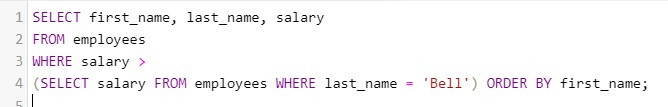 1 SELECT first_name, last_name, salary
2 FROM employees
3 WHERE salary >
4 (SELECT salary FROM employees WHERE last_name = 'Bell') ORDER BY first_name;
5